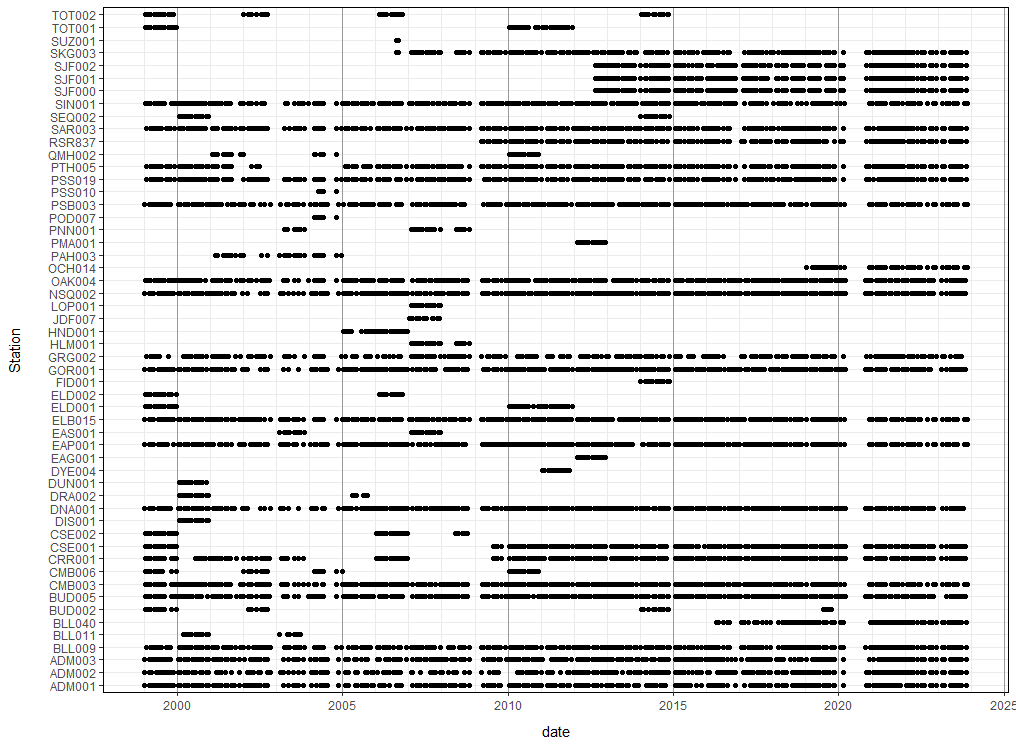 TOT002
TOT001
SUZ001
SKG003
SJF002
SJF001
SJF000
SIN001
SEQ002
SAR003
RSR837
QMH002
PTH005
PSS019
PSS010
PSB003
POD007
PNN001
PMA001
PAH003
OCH014
OAK004
NSQ002
LOP001
JDF007
HND001
HLM001
GRG002
GOR001
FID001
ELD002
ELD001
ELB015
EAS001
EAP001
EAG001
DYE004
DUN001
DRA002
DNA001
DIS001
CSE002
CSE001
CRR001
CMB006
CMB003
BUD005
BUD002
BLL040
BLL011
BLL009
ADM003
ADM002
ADM001
Station
2000 2005 2010 2015 2020 2025
date